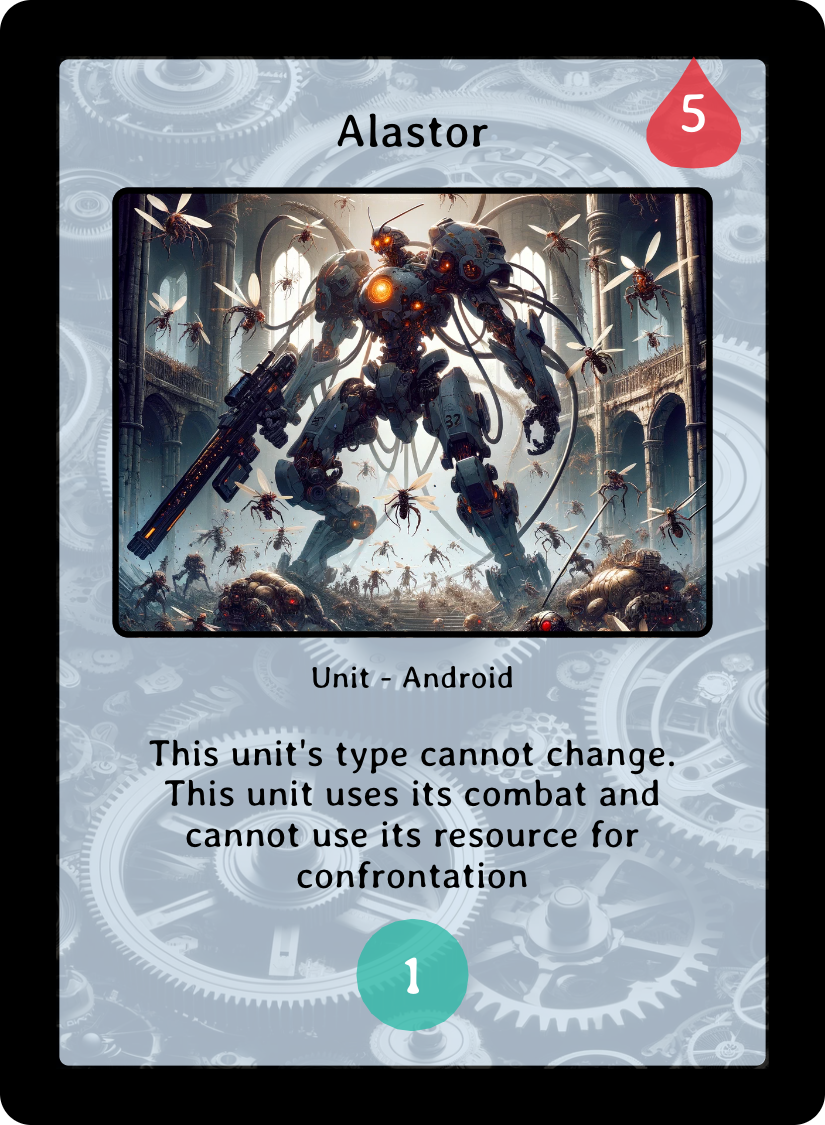 5
Alastor
37
Unit - Android
This unit's type cannot change.
This unit uses its combat and
cannot use its resource for
confrontation
1